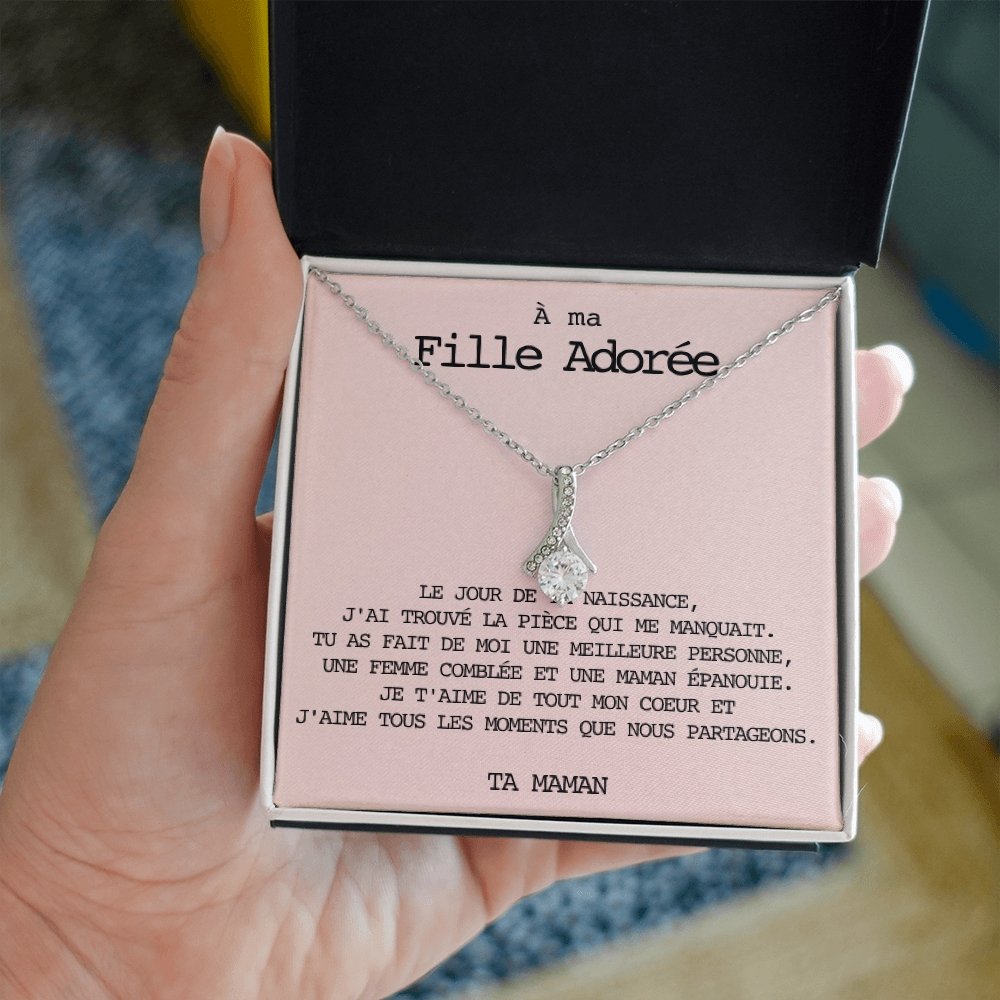 À ma
Fille Adorée
LE JOUR DE NAISSANCE,
J'AI TROUVÉ LA PIÈCE QUI ME MANQUAIT.
TU AS FAIT DE MOI UNE MEILLEURE PERSONNE,
UNE FEMME COMBLÉE ET UNE MAMAN ÉPANOUIE.
JE T'AIME DE TOUT MON COEUR ET
J'AIME TOUS LES MOMENTS QUE NOUS PARTAGEONS.
TA MAMAN